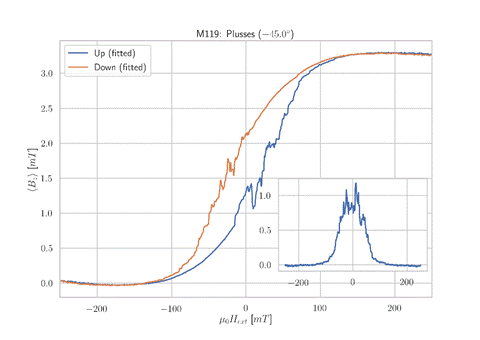 M119: Plusses (−45.0°)
Up (fitted)
Down (fitted)
⟨B_z⟩ [mT]
3.0
2.5
2.0
1.5
1.0
0.5
0.0
1.0
0.5
0.0
−200 0 200
−200 −100 0 100 200
μ₀H_ext [mT]